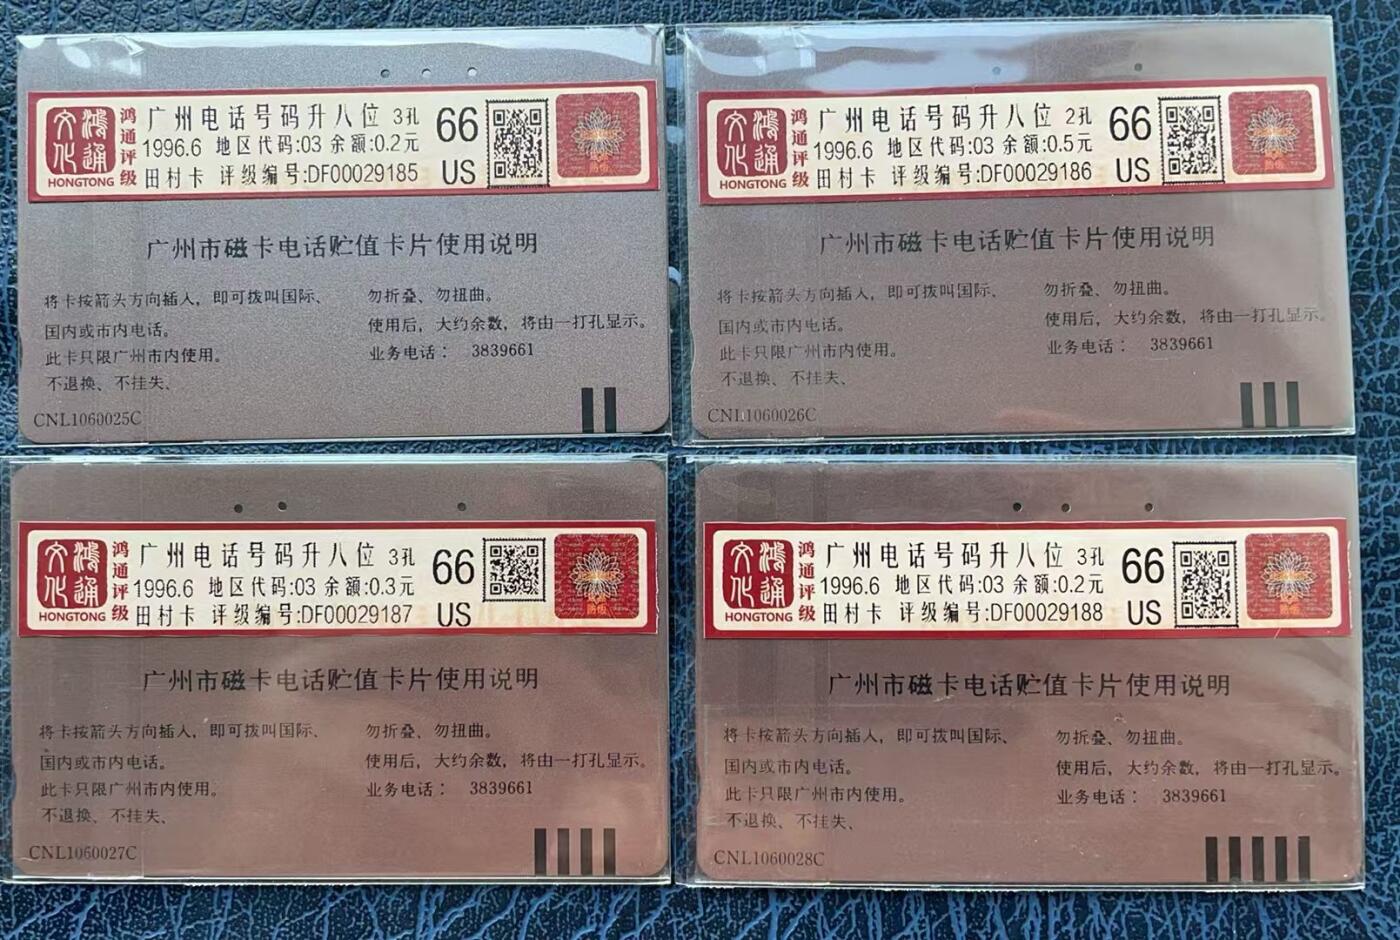 鸿通文化
HONGTONG
鸿通评级
广州电话号码升八位 3孔
1996.6 地区代码:03 余额:0.2元
田村卡 评级编号:DF00029185
66
US
广州市磁卡电话贮值卡片使用说明
将卡按箭头方向插入，即可拨叫国际、
国内或市内电话。
此卡只限广州市内使用。
不退换、不挂失、
勿折叠、勿扭曲。
使用后，大约余数，将由一打孔显示。
业务电话： 3839661
CNL1060025C
鸿通文化
HONGTONG
鸿通评级
广州电话号码升八位 2孔
1996.6 地区代码:03 余额:0.5元
田村卡 评级编号:DF00029186
66
US
广州市磁卡电话贮值卡片使用说明
将卡按箭头方向插入，即可拨叫国际、
国内或市内电话。
此卡只限广州市内使用。
不退换、不挂失、
勿折叠、勿扭曲。
使用后，大约余数，将由一打孔显示。
业务电话： 3839661
CNL1060026C
鸿通文化
HONGTONG
鸿通评级
广州电话号码升八位 3孔
1996.6 地区代码:03 余额:0.3元
田村卡 评级编号:DF00029187
66
US
广州市磁卡电话贮值卡片使用说明
将卡按箭头方向插入，即可拨叫国际、
国内或市内电话。
此卡只限广州市内使用。
不退换、不挂失、
勿折叠、勿扭曲。
使用后，大约余数，将由一打孔显示。
业务电话： 3839661
CNL1060027C
鸿通文化
HONGTONG
鸿通评级
广州电话号码升八位 3孔
1996.6 地区代码:03 余额:0.2元
田村卡 评级编号:DF00029188
66
US
广州市磁卡电话贮值卡片使用说明
将卡按箭头方向插入，即可拨叫国际、
国内或市内电话。
此卡只限广州市内使用。
不退换、不挂失、
勿折叠、勿扭曲。
使用后，大约余数，将由一打孔显示。
业务电话： 3839661
CNL1060028C